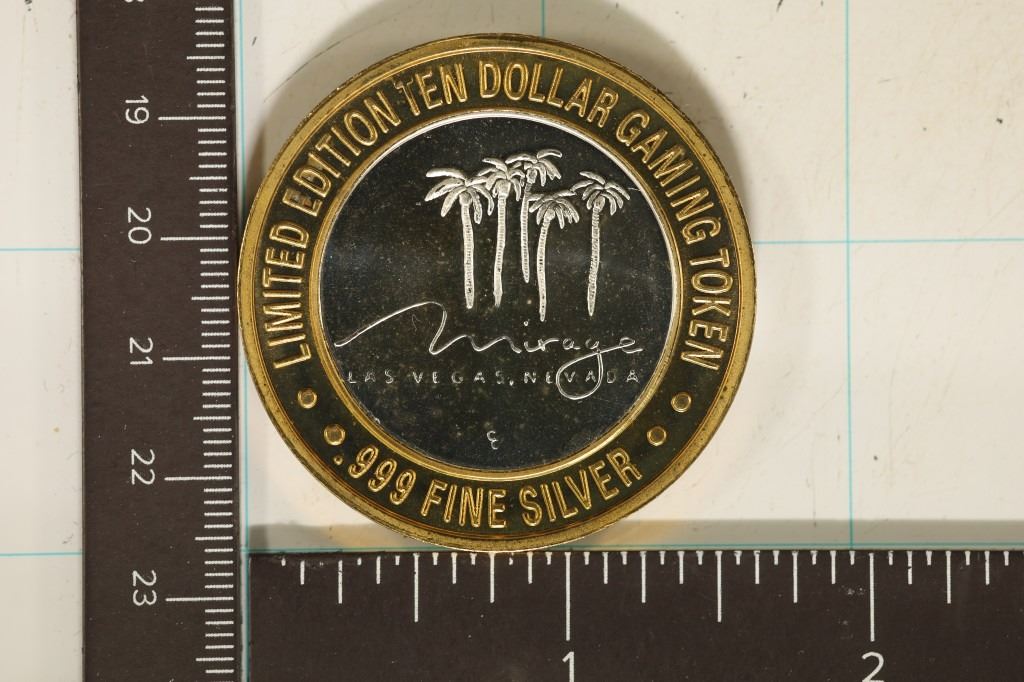 LIMITED EDITION TEN DOLLAR GAMING TOKEN
Mirage
LAS VEGAS, NEVADA
.999 FINE SILVER
19
20
21
22
23
1
2